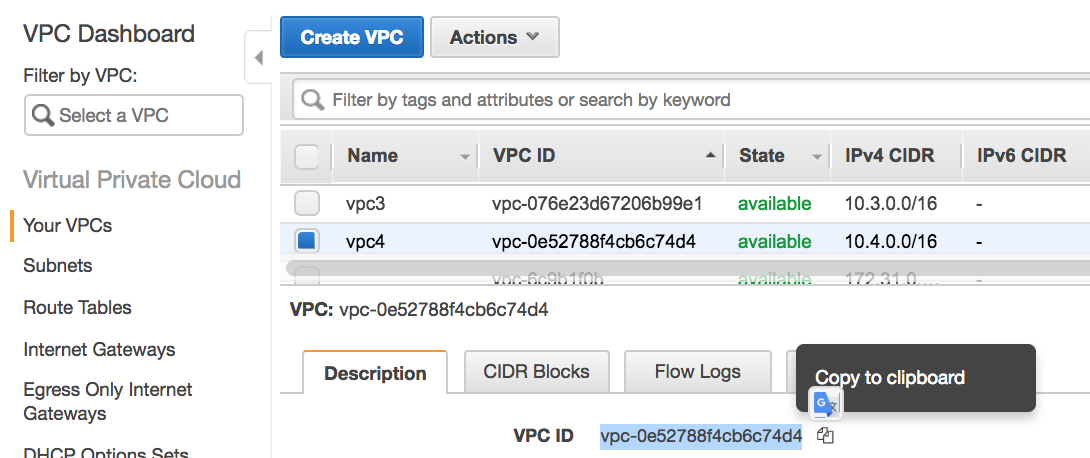 VPC Dashboard
Filter by VPC:
Select a VPC
Virtual Private Cloud
Your VPCs
Subnets
Route Tables
Internet Gateways
Egress Only Internet
Gateways
DHCP Options Sets
Create VPC Actions
Filter by tags and attributes or search by keyword
Name VPC ID State IPv4 CIDR IPv6 CIDR
vpc3 vpc-076e23d67206b99e1 available 10.3.0.0/16 -
vpc4 vpc-0e52788f4cb6c74d4 available 10.4.0.0/16 -
vpc-6c9b1f0b available 172.31.0....
VPC: vpc-0e52788f4cb6c74d4
Description CIDR Blocks Flow Logs
Copy to clipboard
VPC ID vpc-0e52788f4cb6c74d4